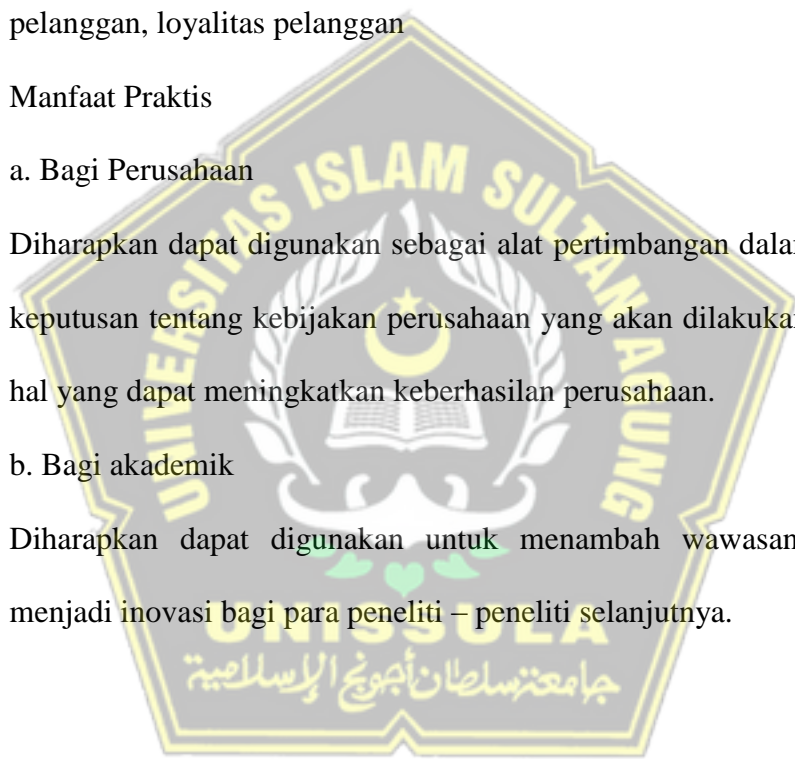 pelanggan, loyalitas pelanggan
Manfaat Praktis
a. Bagi Perusahaan
Diharapkan dapat digunakan sebagai alat pertimbangan
keputusan tentang kebijakan perusahaan yang akan
hal yang dapat meningkatkan keberhasilan perusahaan.
b. Bagi akademik
Diharapkan dapat digunakan untuk menambah wawasan
menjadi inovasi bagi para peneliti – peneliti selanjutnya.
UNIVERSITAS ISLAM SULTAN AGUNG
UNISSULA
جامعة سلطان أجونج الإسلامية